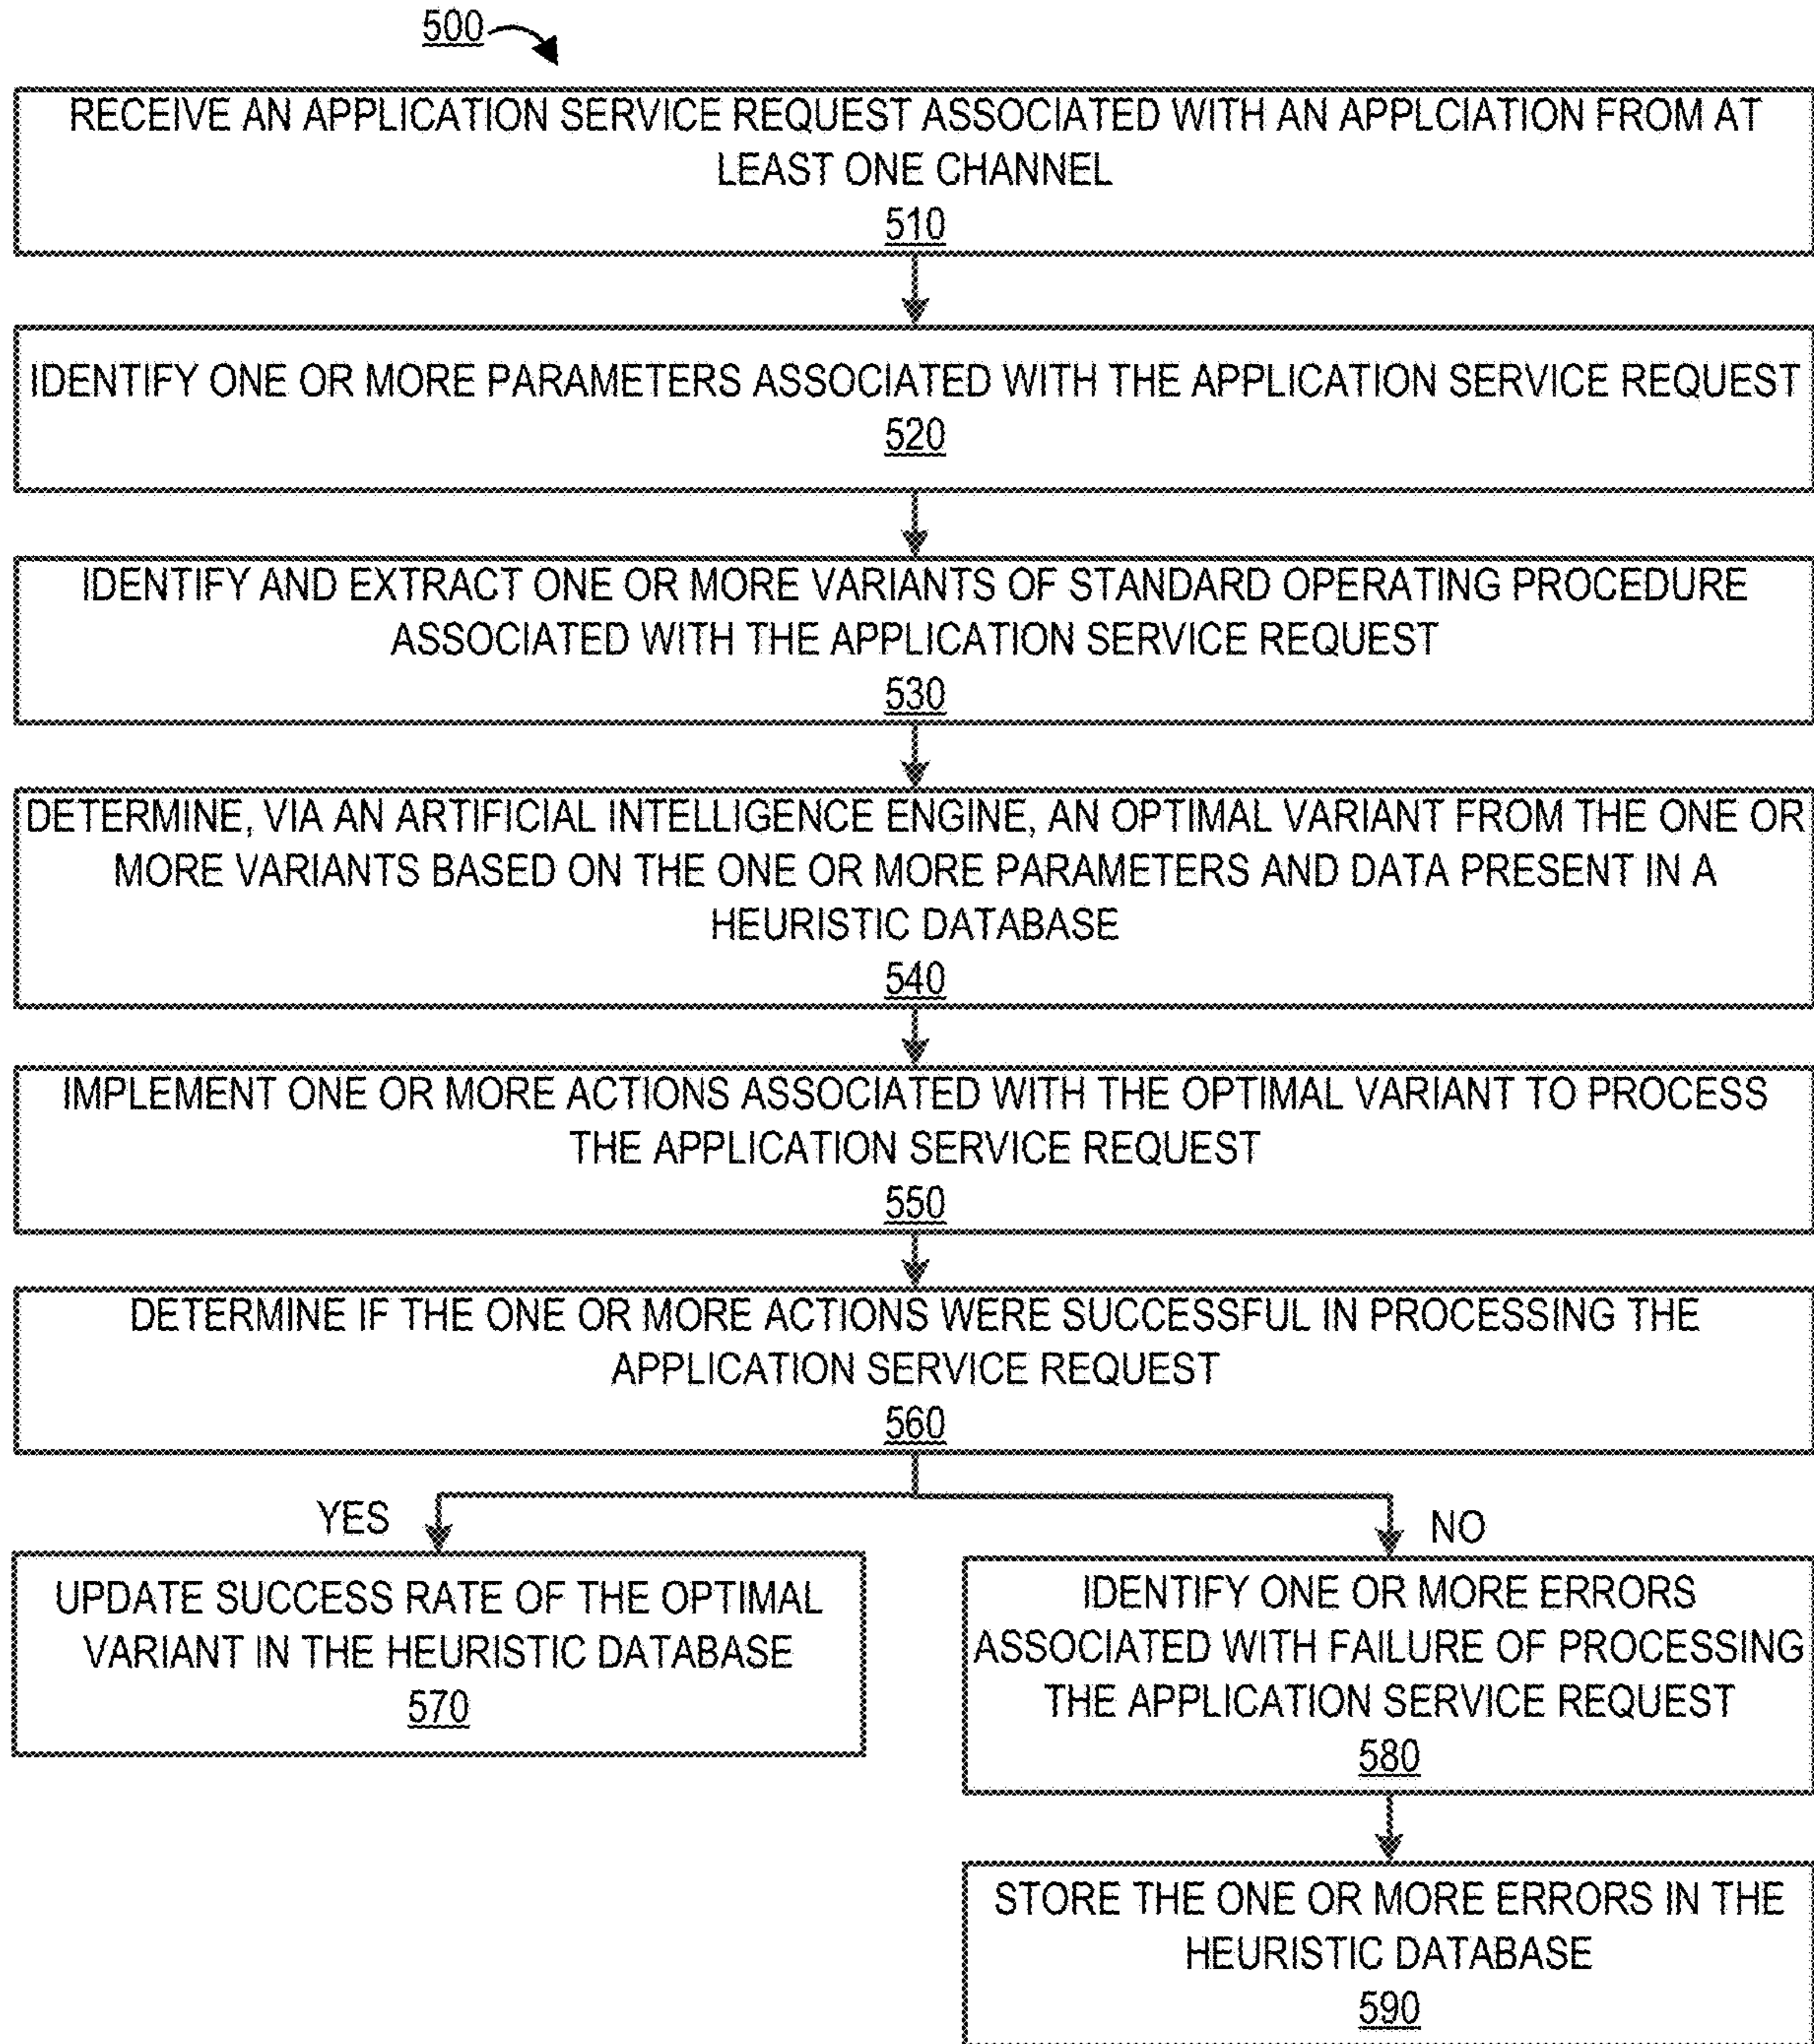 500
RECEIVE AN APPLICATION SERVICE REQUEST ASSOCIATED WITH AN APPLCIATION FROM AT
LEAST ONE CHANNEL
510
IDENTIFY ONE OR MORE PARAMETERS ASSOCIATED WITH THE APPLICATION SERVICE REQUEST
520
IDENTIFY AND EXTRACT ONE OR MORE VARIANTS OF STANDARD OPERATING PROCEDURE
ASSOCIATED WITH THE APPLICATION SERVICE REQUEST
530
DETERMINE, VIA AN ARTIFICIAL INTELLIGENCE ENGINE, AN OPTIMAL VARIANT FROM THE ONE OR
MORE VARIANTS BASED ON THE ONE OR MORE PARAMETERS AND DATA PRESENT IN A
HEURISTIC DATABASE
540
IMPLEMENT ONE OR MORE ACTIONS ASSOCIATED WITH THE OPTIMAL VARIANT TO PROCESS
THE APPLICATION SERVICE REQUEST
550
DETERMINE IF THE ONE OR MORE ACTIONS WERE SUCCESSFUL IN PROCESSING THE
APPLICATION SERVICE REQUEST
560
YES
UPDATE SUCCESS RATE OF THE OPTIMAL
VARIANT IN THE HEURISTIC DATABASE
570
NO
IDENTIFY ONE OR MORE ERRORS
ASSOCIATED WITH FAILURE OF PROCESSING
THE APPLICATION SERVICE REQUEST
580
STORE THE ONE OR MORE ERRORS IN THE
HEURISTIC DATABASE
590